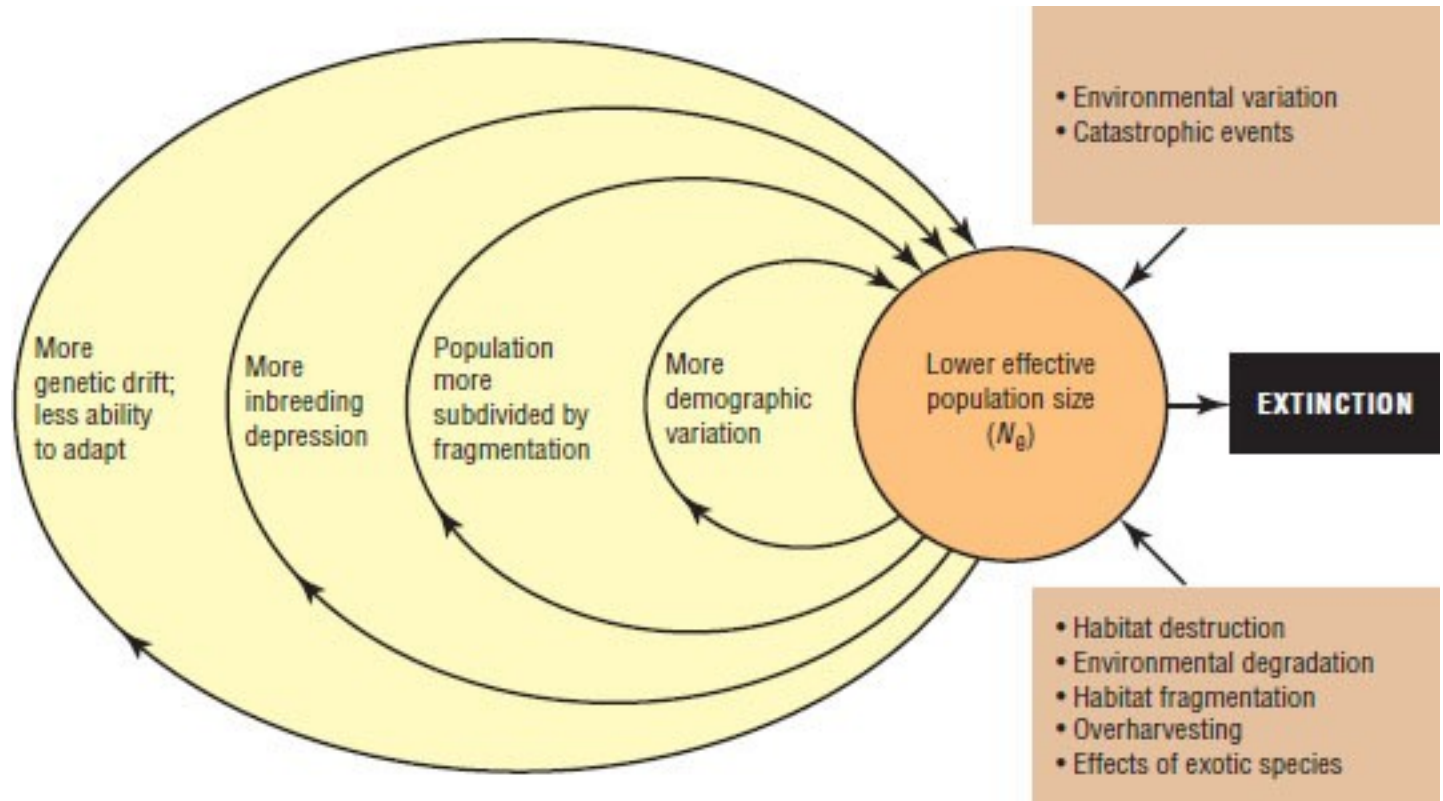 • Environmental variation
• Catastrophic events
More
genetic drift;
less ability
to adapt
More
inbreeding
depression
Population
more
subdivided by
fragmentation
More
demographic
variation
Lower effective
population size
(Ne)
EXTINCTION
• Habitat destruction
• Environmental degradation
• Habitat fragmentation
• Overharvesting
• Effects of exotic species